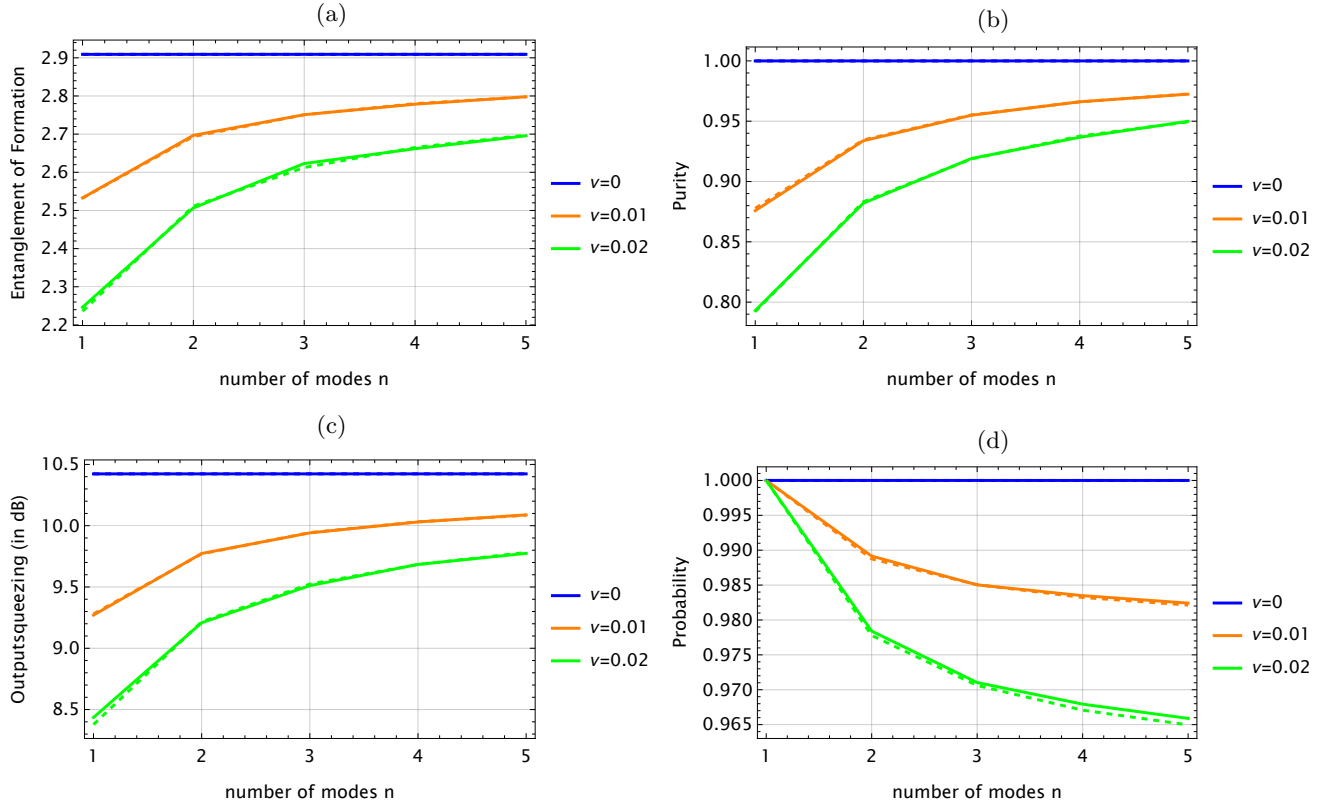 (a)
Entanglement of Formation
2.9
2.8
2.7
2.6
2.5
2.4
2.3
2.2
1 2 3 4 5
number of modes n
v=0
v=0.01
v=0.02
(b)
Purity
1.00
0.95
0.90
0.85
0.80
1 2 3 4 5
number of modes n
v=0
v=0.01
v=0.02
(c)
Outputsqueezing (in dB)
10.5
10.0
9.5
9.0
8.5
1 2 3 4 5
number of modes n
v=0
v=0.01
v=0.02
(d)
Probability
1.000
0.995
0.990
0.985
0.980
0.975
0.970
0.965
1 2 3 4 5
number of modes n
v=0
v=0.01
v=0.02